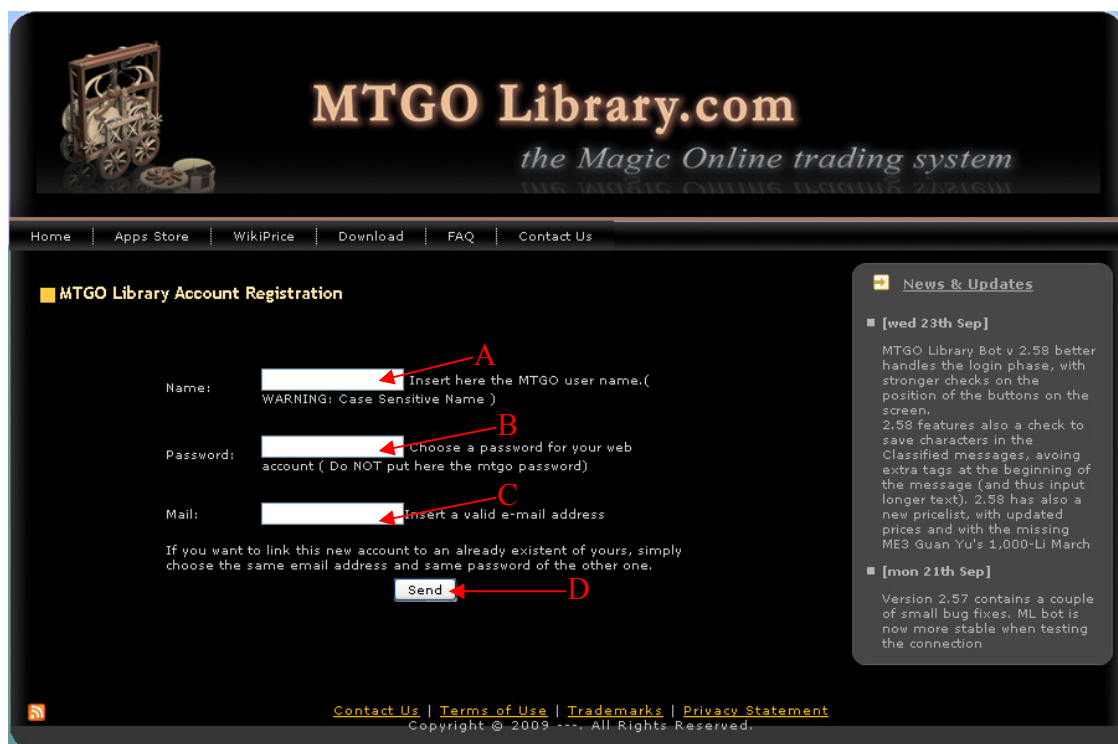 MTGO Library.com
the Magic Online trading system
Home
Apps Store
WikiPrice
Download
FAQ
Contact Us
MTGO Library Account Registration
A
Name:
Insert here the MTGO user name.(
WARNING: Case Sensitive Name )
B
Password:
Choose a password for your web
account ( Do NOT put here the mtgo password)
C
Mail:
Insert a valid e-mail address
If you want to link this new account to an already existent of yours, simply
choose the same email address and same password of the other one.
Send
D
News & Updates
[wed 23th Sep]
MTGO Library Bot v 2.58 better
handles the login phase, with
stronger checks on the
position of the buttons on the
screen.
2.58 features also a check to
save characters in the
Classified messages, avoing
extra tags at the beginning of
the message (and thus input
longer text). 2.58 has also a
new pricelist, with updated
prices and with the missing
ME3 Guan Yu's 1,000-Li March
[mon 21th Sep]
Version 2.57 contains a couple
of small bug fixes. ML bot is
now more stable when testing
the connection
Contact Us | Terms of Use | Trademarks | Privacy Statement
Copyright © 2009 ---. All Rights Reserved.